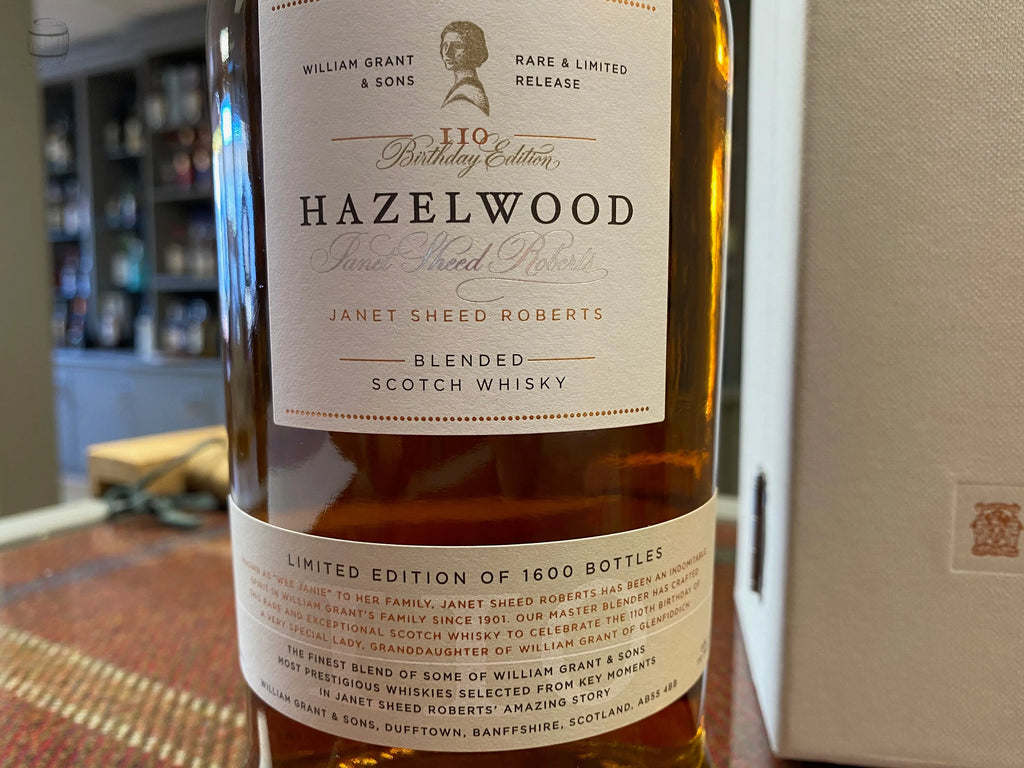 WILLIAM GRANT
& SONS
RARE & LIMITED
RELEASE
110
Birthday Edition
HAZELWOOD
Janet Sheed Roberts
JANET SHEED ROBERTS
BLENDED
SCOTCH WHISKY
LIMITED EDITION OF 1600 BOTTLES
KNOWN AS "WEE JANIE" TO HER FAMILY, JANET SHEED ROBERTS HAS BEEN AN INDOMITABLE
SPIRIT IN WILLIAM GRANT'S FAMILY SINCE 1901. OUR MASTER BLENDER HAS CRAFTED
THIS RARE AND EXCEPTIONAL SCOTCH WHISKY TO CELEBRATE THE 110TH BIRTHDAY OF
A VERY SPECIAL LADY, GRANDDAUGHTER OF WILLIAM GRANT OF GLENFIDDICH
THE FINEST BLEND OF SOME OF WILLIAM GRANT & SONS
MOST PRESTIGIOUS WHISKIES SELECTED FROM KEY MOMENTS
IN JANET SHEED ROBERTS' AMAZING STORY
WILLIAM GRANT & SONS, DUFFTOWN, BANFFSHIRE, SCOTLAND, AB55 4BB